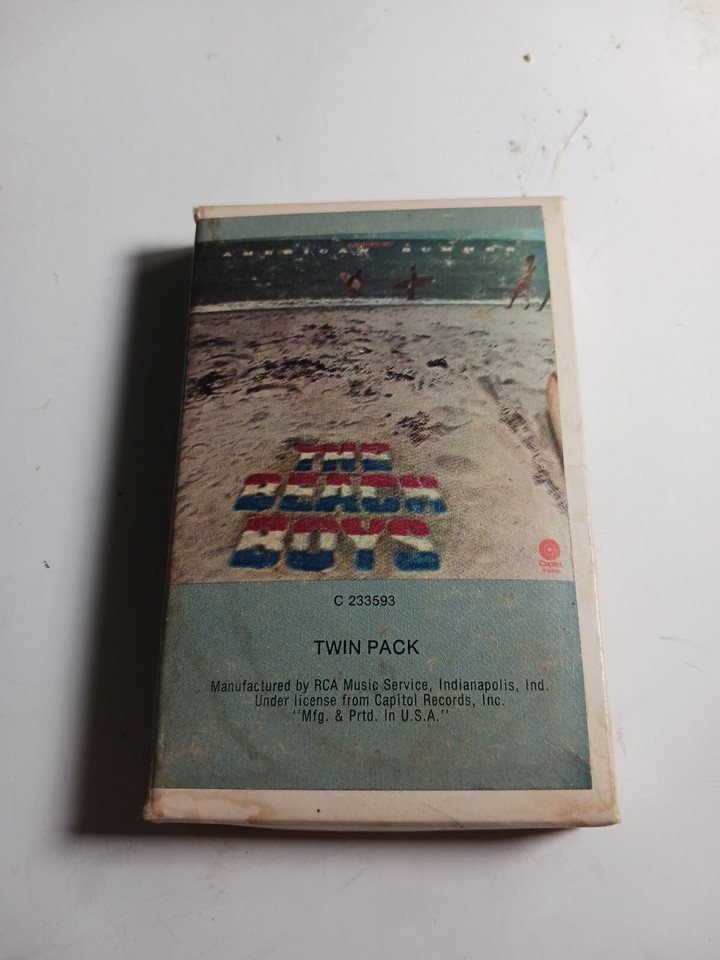 AMERICAN SUMMER
THE
BEACH
BOYS
Capitol
C 233593
TWIN PACK
Manufactured by RCA Music Service, Indianapolis, Ind.
Under license from Capitol Records, Inc.
"Mfg. & Prtd. in U.S.A."